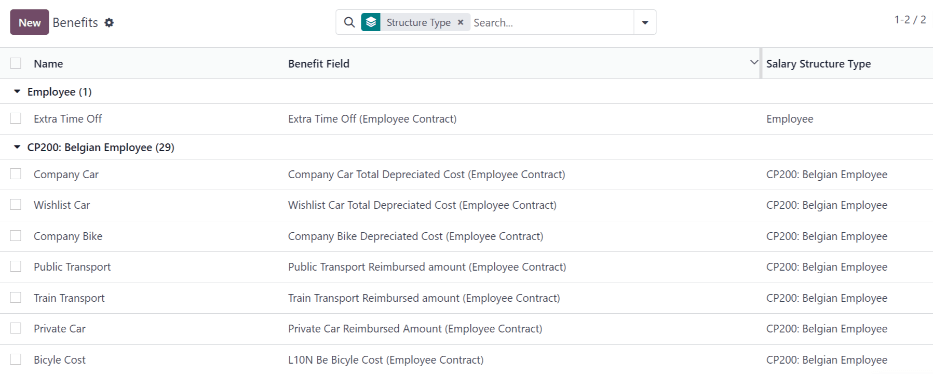 New Benefits Structure Type × Search... 1-2 / 2
Name Benefit Field Salary Structure Type
Employee (1)
Extra Time Off Extra Time Off (Employee Contract) Employee
CP200: Belgian Employee (29)
Company Car Company Car Total Depreciated Cost (Employee Contract) CP200: Belgian Employee
Wishlist Car Wishlist Car Total Depreciated Cost (Employee Contract) CP200: Belgian Employee
Company Bike Company Bike Depreciated Cost (Employee Contract) CP200: Belgian Employee
Public Transport Public Transport Reimbursed amount (Employee Contract) CP200: Belgian Employee
Train Transport Train Transport Reimbursed amount (Employee Contract) CP200: Belgian Employee
Private Car Private Car Reimbursed Amount (Employee Contract) CP200: Belgian Employee
Bicyle Cost L10N Be Bicyle Cost (Employee Contract) CP200: Belgian Employee